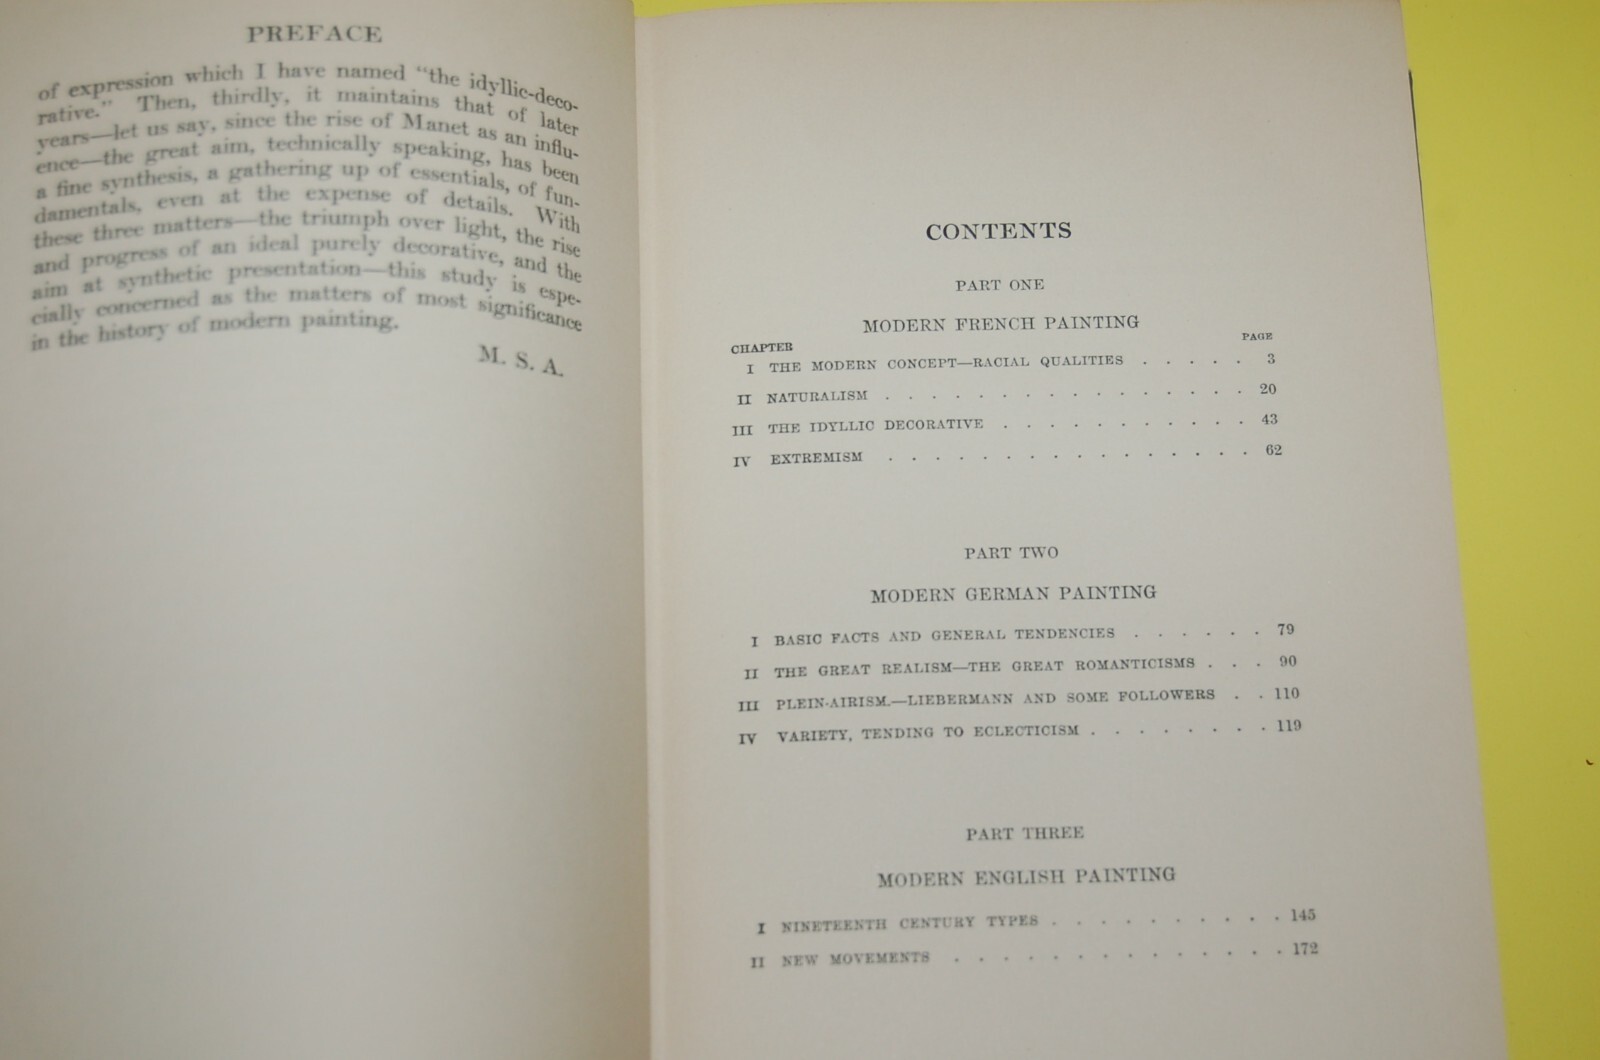 PREFACE
of expression which I have named "the idyllic-deco-
rative." Then, thirdly, it maintains that of later
years—let us say, since the rise of Manet as an influ-
ence—the great aim, technically speaking, has been
a fine synthesis, a gathering up of essentials, of fun-
damentals, even at the expense of details. With
these three matters—the triumph over light, the rise
and progress of an ideal purely decorative, and the
aim at synthetic presentation—this study is espe-
cially concerned as the matters of most significance
in the history of modern painting.
M. S. A.
CONTENTS
PART ONE
MODERN FRENCH PAINTING
CHAPTER PAGE
I THE MODERN CONCEPT—RACIAL QUALITIES . . . . . 3
II NATURALISM . . . . . . . . . . . . . . . . 20
III THE IDYLLIC DECORATIVE . . . . . . . . . . . 43
IV EXTREMISM . . . . . . . . . . . . . . . . 62
PART TWO
MODERN GERMAN PAINTING
I BASIC FACTS AND GENERAL TENDENCIES . . . . . . 79
II THE GREAT REALISM—THE GREAT ROMANTICISMS . . . 90
III PLEIN-AIRISM.—LIEBERMANN AND SOME FOLLOWERS . . 110
IV VARIETY, TENDING TO ECLECTICISM . . . . . . . . 119
PART THREE
MODERN ENGLISH PAINTING
I NINETEENTH CENTURY TYPES . . . . . . . . . . 145
II NEW MOVEMENTS . . . . . . . . . . . . . . 172